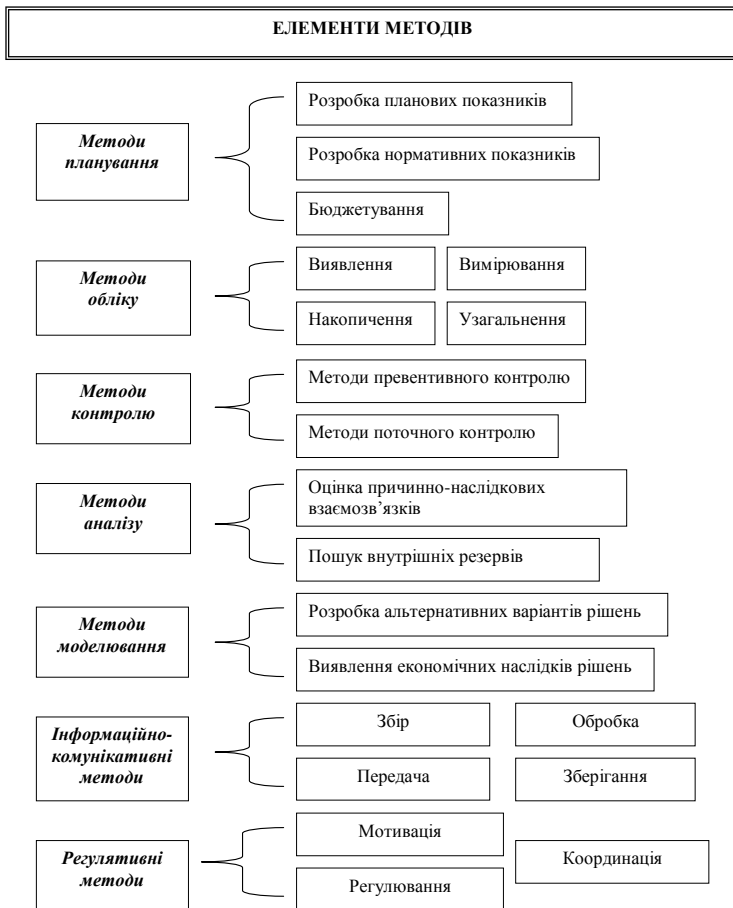 ЕЛЕМЕНТИ МЕТОДІВ
Методи
планування
Розробка планових показників
Розробка нормативних показників
Бюджетування
Методи
обліку
Виявлення
Вимірювання
Накопичення
Узагальнення
Методи
контролю
Методи превентивного контролю
Методи поточного контролю
Методи
аналізу
Оцінка причинно-наслідкових
взаємозв’язків
Пошук внутрішніх резервів
Методи
моделювання
Розробка альтернативних варіантів рішень
Виявлення економічних наслідків рішень
Інформаційно-
комунікативні
методи
Збір
Обробка
Передача
Зберігання
Регулятивні
методи
Мотивація
Координація
Регулювання